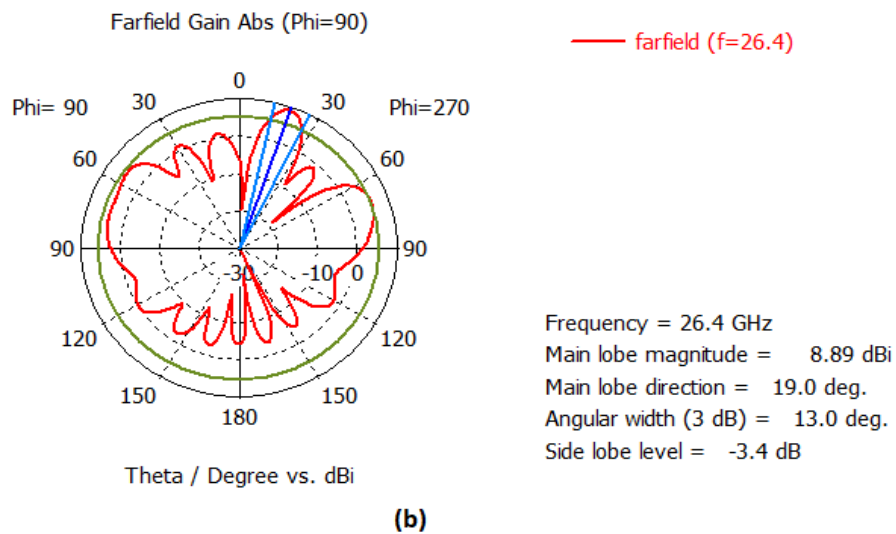 Farfield Gain Abs (Phi=90)
farfield (f=26.4)
0
Phi= 90
30
30
Phi=270
60
60
90
-30
-10
0
90
120
120
150
150
180
Frequency = 26.4 GHz
Main lobe magnitude = 8.89 dBi
Main lobe direction = 19.0 deg.
Angular width (3 dB) = 13.0 deg.
Side lobe level = -3.4 dB
Theta / Degree vs. dBi
(b)